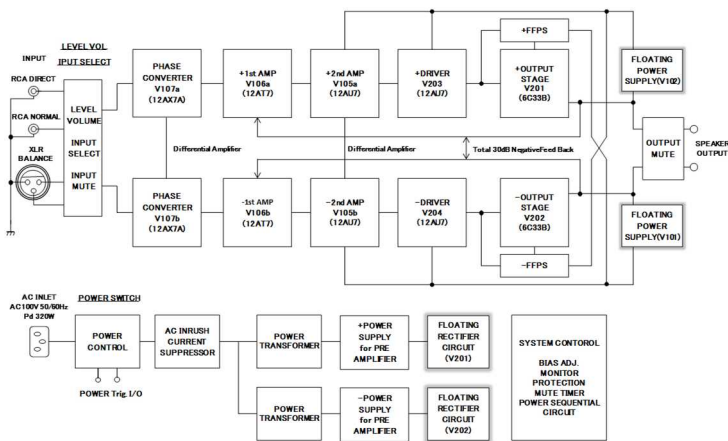 LEVEL VOL
INPUT
IPUT SELECT
RCA DIRECT
RCA NORMAL
XLR
BALANCE
LEVEL
VOLUME
INPUT
SELECT
INPUT
MUTE
PHASE
CONVERTER
V107a
(12AX7A)
+1st AMP
V106a
(12AT7)
+2nd AMP
V105a
(12AU7)
+DRIVER
V203
(12AU7)
+FFPS
+OUTPUT
STAGE
V201
(6C33B)
FLOATING
POWER
SUPPLY(V102)
Differential Amplifier
Differential Amplifier
Total 30dB NegativeFeed Back
OUTPUT
MUTE
SPEAKER
OUTPUT
PHASE
CONVERTER
V107b
(12AX7A)
-1st AMP
V106b
(12AT7)
-2nd AMP
V105b
(12AU7)
-DRIVER
V204
(12AU7)
-OUTPUT
STAGE
V202
(6C33B)
-FFPS
FLOATING
POWER
SUPPLY(V101)
AC INLET
AC100V 50/60Hz
Pd 320W
POWER SWITCH
POWER
CONTROL
POWER Trig. I/O
AC INRUSH
CURRENT
SUPPRESSOR
POWER
TRANSFORMER
+POWER
SUPPLY
for PRE
AMPLIFIER
FLOATING
RECTIFIER
CIRCUIT
(V201)
POWER
TRANSFORMER
-POWER
SUPPLY
for PRE
AMPLIFIER
FLOATING
RECTIFIER
CIRCUIT
(V202)
SYSTEM CONTOROL
BIAS ADJ.
MONITOR
PROTECTION
MUTE TIMER
POWER SEQUENTIAL
CIRCUIT